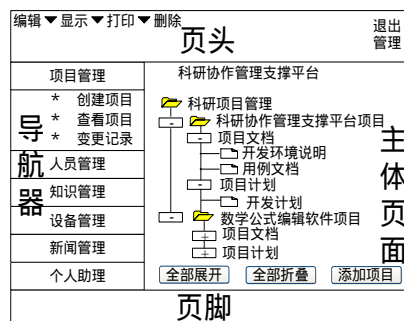 编辑▼显示▼打印▼删除
页头
退出
管理
项目管理
* 创建项目
* 查看项目
* 变更记录
人员管理
知识管理
设备管理
新闻管理
个人助理
导航器
科研协作管理支撑平台
科研项目管理
科研协作管理支撑平台项目
项目文档
开发环境说明
用例文档
项目计划
开发计划
数学公式编辑软件项目
项目文档
项目计划
全部展开 全部折叠 添加项目
主体页面
页脚